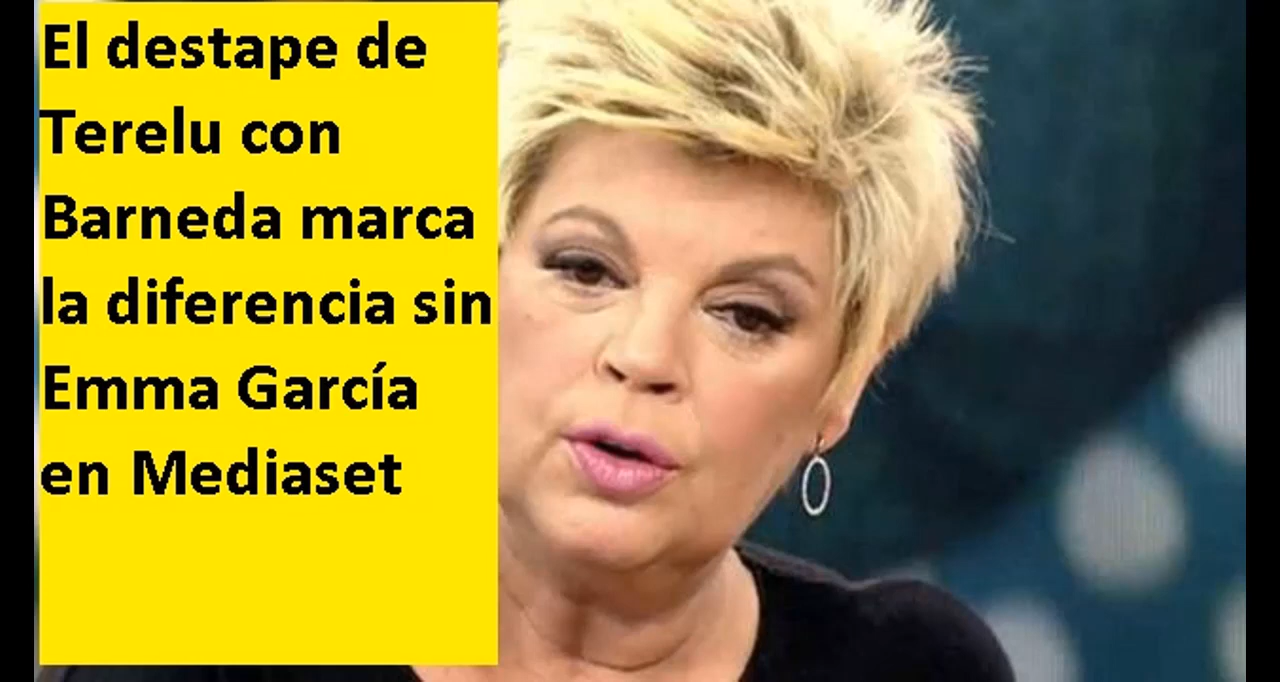 El destape de
Terelu con
Barneda marca
la diferencia sin
Emma García
en Mediaset